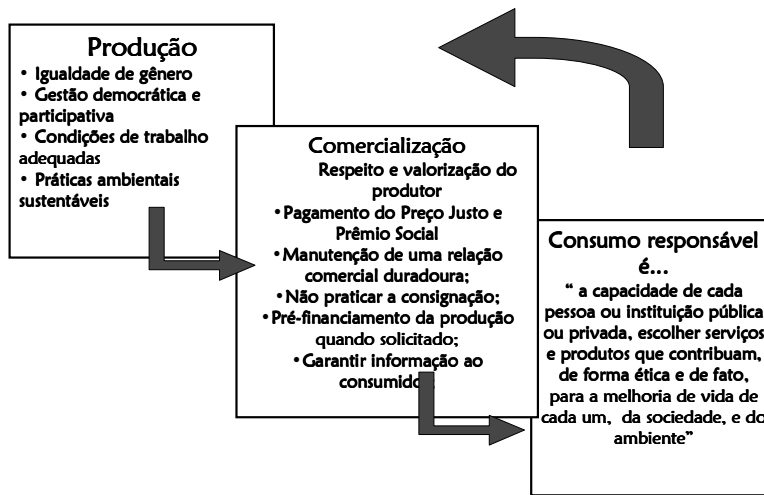 Produção
• Igualdade de gênero
• Gestão democrática e
participativa
• Condições de trabalho
adequadas
• Práticas ambientais
sustentáveis
Comercialização
Respeito e valorização do
produtor
•Pagamento do Preço Justo e
Prêmio Social
•Manutenção de uma relação
comercial duradoura;
•Não praticar a consignação;
•Pré-financiamento da produção
quando solicitado;
•Garantir informação ao
consumido
Consumo responsável
é...
“ a capacidade de cada
pessoa ou instituição pública
ou privada, escolher serviços
e produtos que contribuam,
de forma ética e de fato,
para a melhoria de vida de
cada um, da sociedade, e do
ambiente”